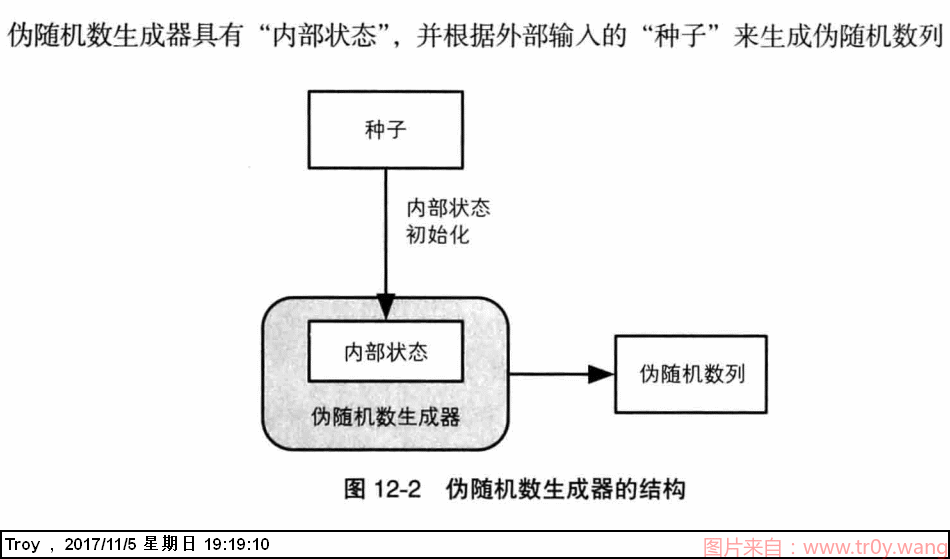 伪随机数生成器具有“内部状态”，并根据外部输入的“种子”来生成伪随机数列
种子
内部状态
初始化
内部状态
伪随机数生成器
伪随机数列
图 12-2 伪随机数生成器的结构
Troy , 2017/11/5 星期日 19:19:10
图片来自：www.tr0y.wang